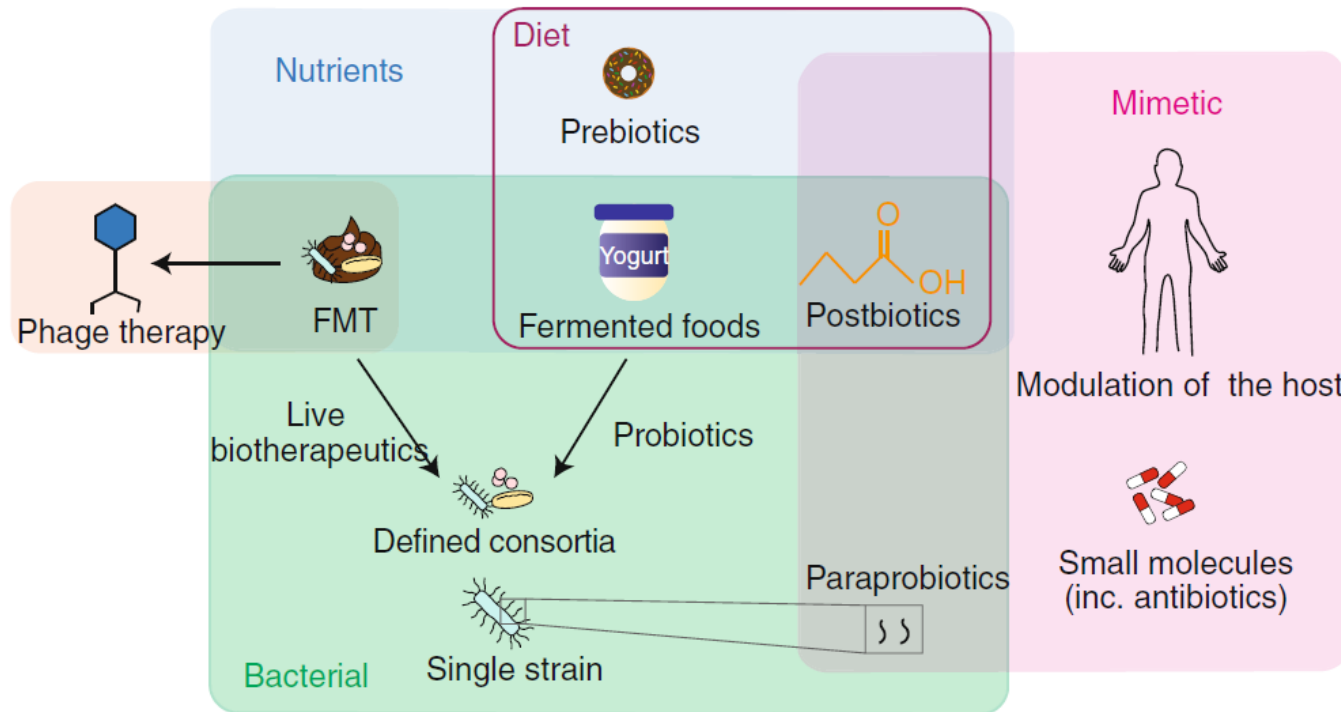 Diet
Nutrients
Prebiotics
Mimetic
Yogurt
O
OH
Phage therapy
FMT
Fermented foods
Postbiotics
Modulation of the host
Live
biotherapeutics
Probiotics
Defined consortia
Paraprobiotics
Small molecules
(inc. antibiotics)
Single strain
Bacterial